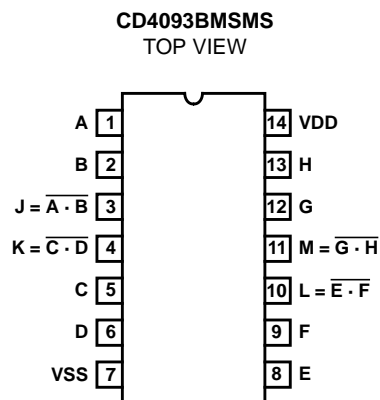 CD4093BMSMS
TOP VIEW
A 1
14 VDD
B 2
13 H
J = A · B 3
12 G
K = C · D 4
11 M = G · H
C 5
10 L = E · F
D 6
9 F
VSS 7
8 E